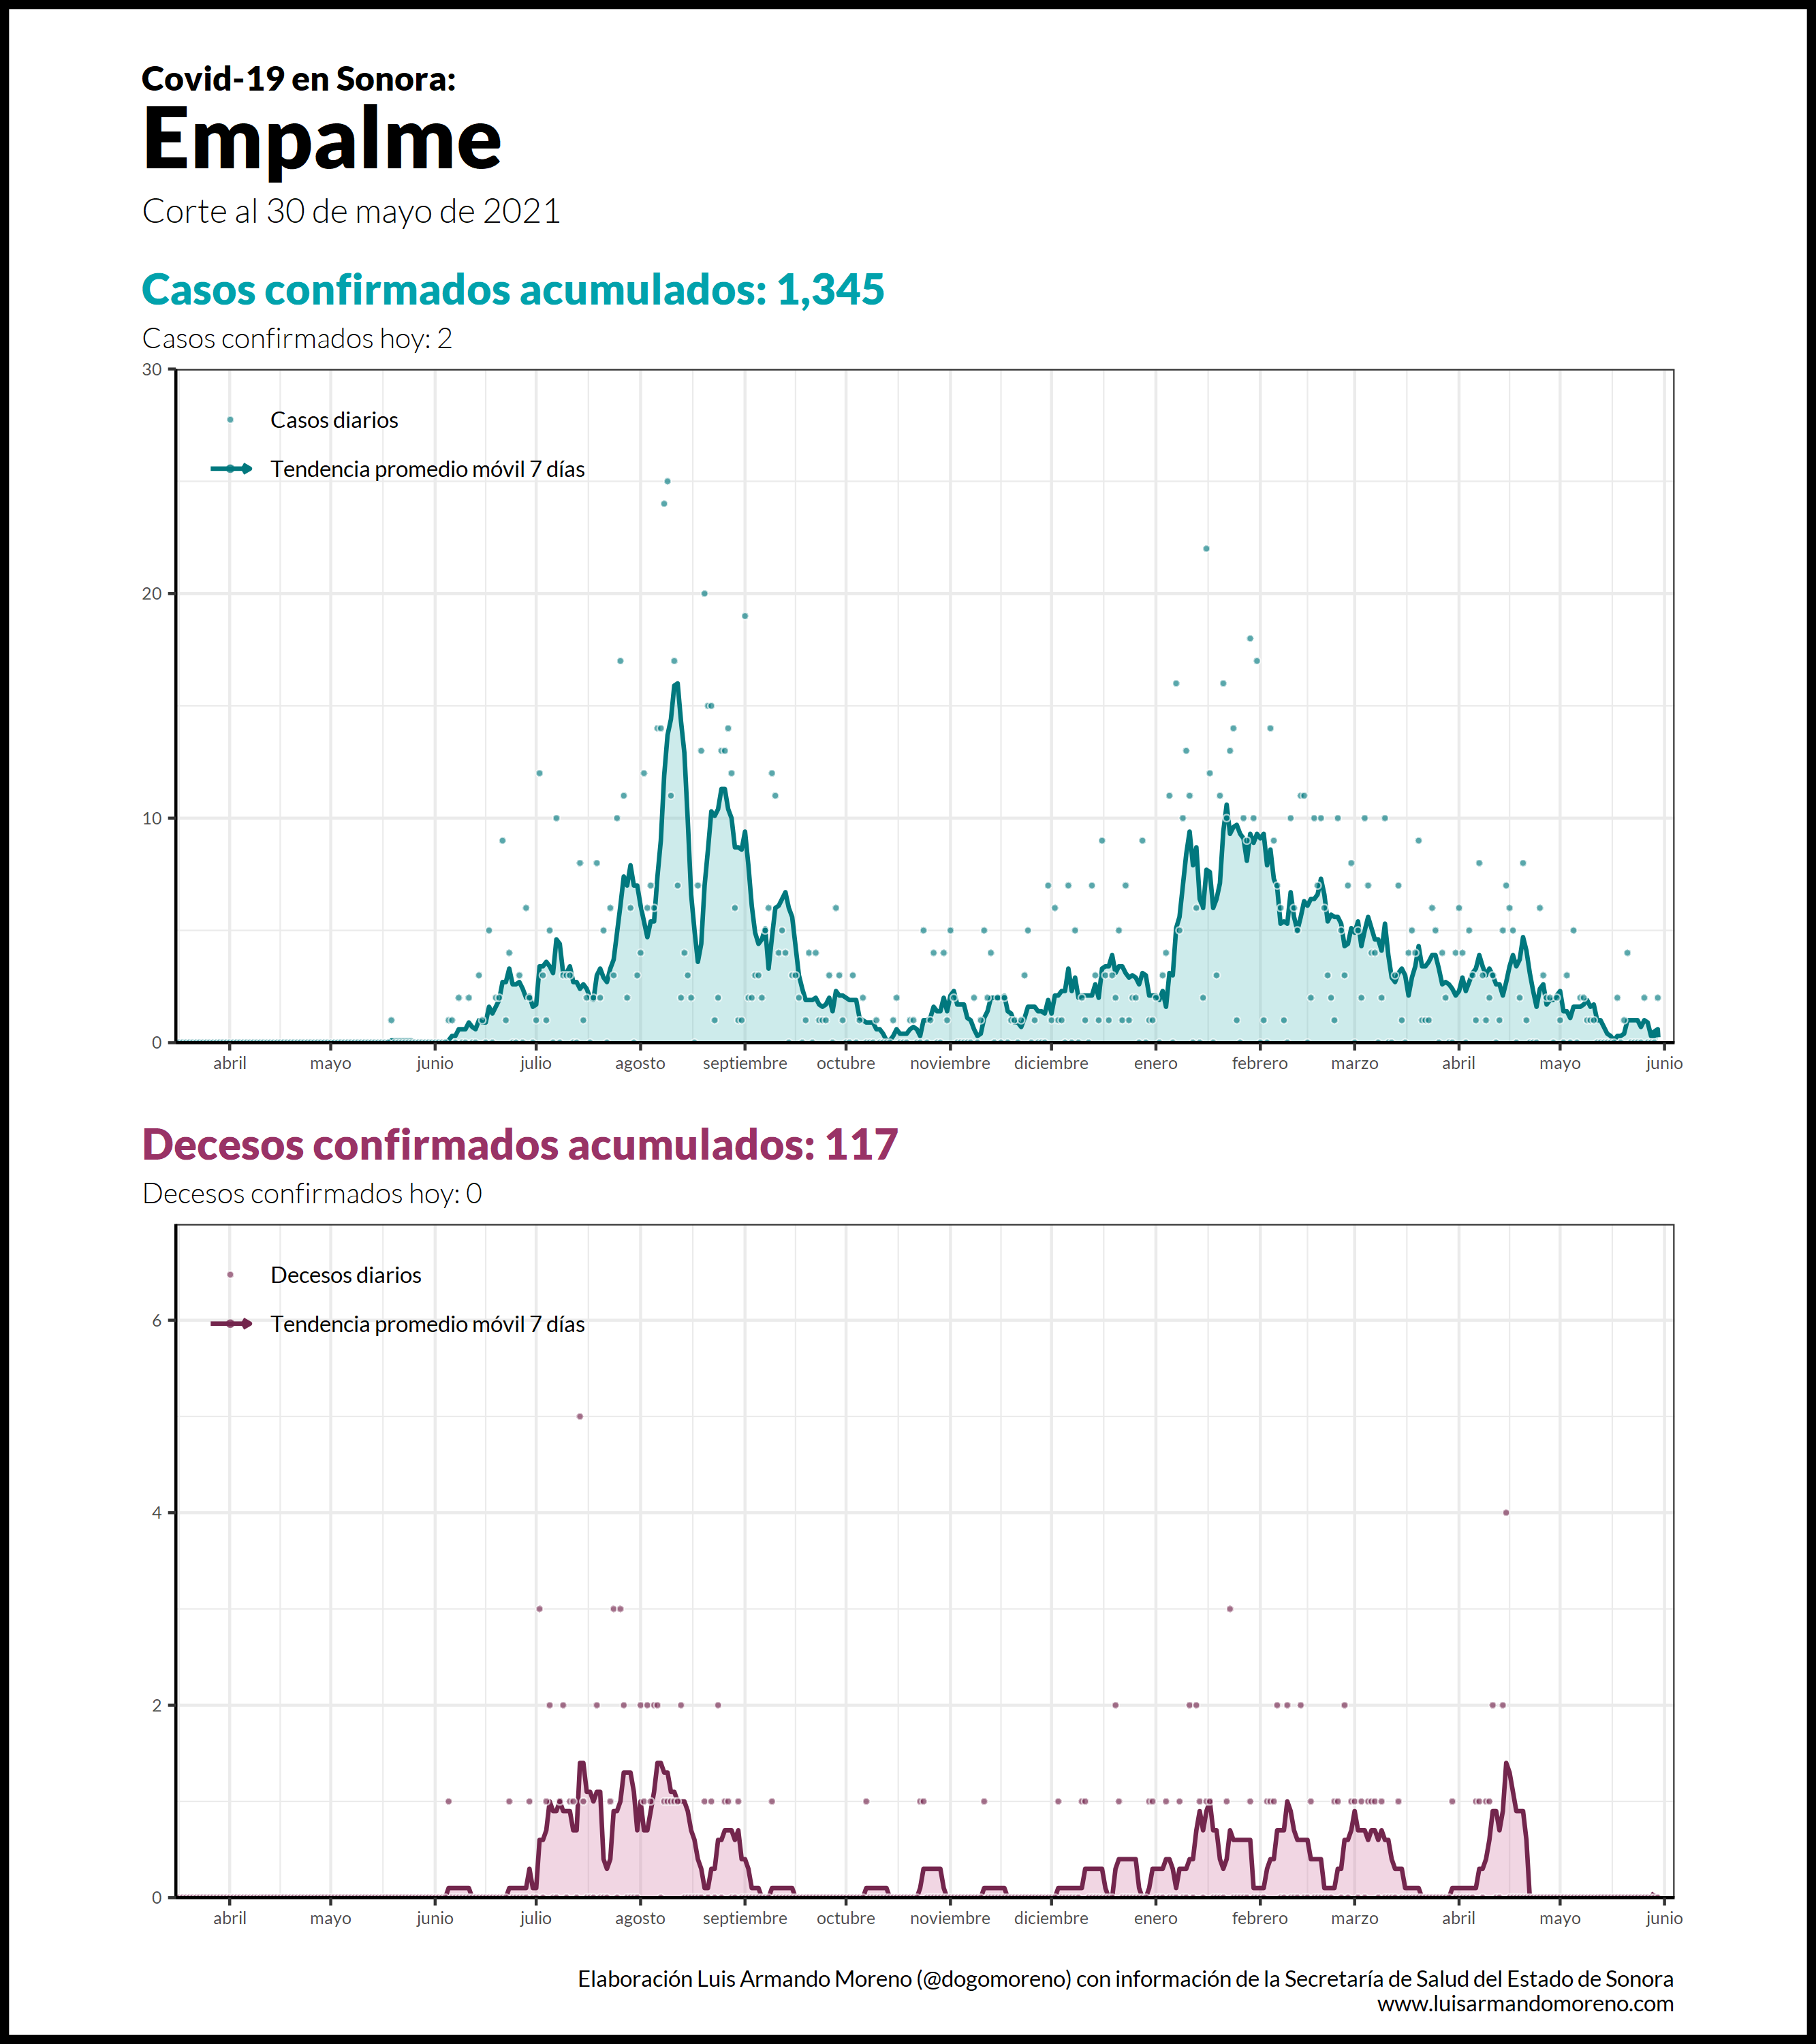 Covid-19 en Sonora:
Empalme
Corte al 30 de mayo de 2021
Casos confirmados acumulados: 1,345
Casos confirmados hoy: 2
30
Casos diarios
Tendencia promedio móvil 7 días
20
10
0
abril mayo junio julio agosto septiembre octubre noviembre diciembre enero febrero marzo abril mayo junio
Decesos confirmados acumulados: 117
Decesos confirmados hoy: 0
Decesos diarios
6
Tendencia promedio móvil 7 días
4
2
0
abril mayo junio julio agosto septiembre octubre noviembre diciembre enero febrero marzo abril mayo junio
Elaboración Luis Armando Moreno (@dogomoreno) con información de la Secretaría de Salud del Estado de Sonora
www.luisarmandomoreno.com